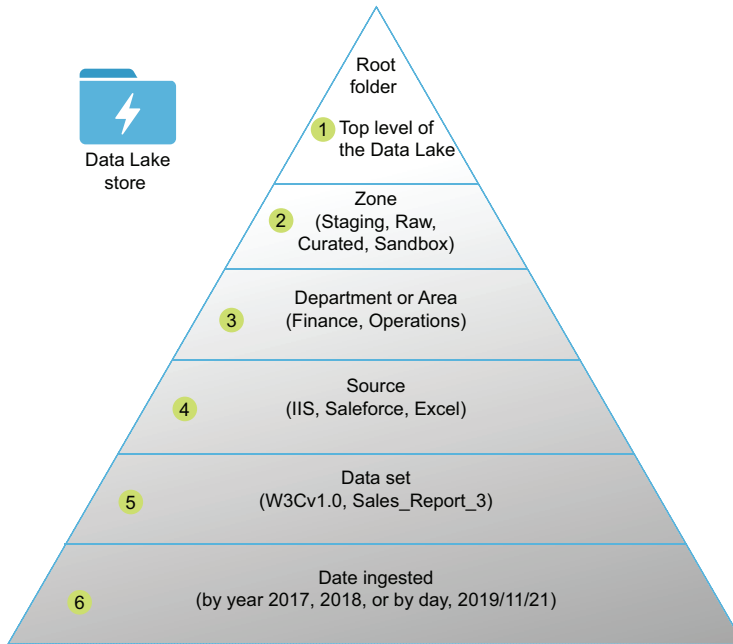 Data Lake
store
Root
folder
1 Top level of
the Data Lake
2
Zone
(Staging, Raw,
Curated, Sandbox)
3
Department or Area
(Finance, Operations)
4
Source
(IIS, Saleforce, Excel)
5
Data set
(W3Cv1.0, Sales_Report_3)
6
Date ingested
(by year 2017, 2018, or by day, 2019/11/21)